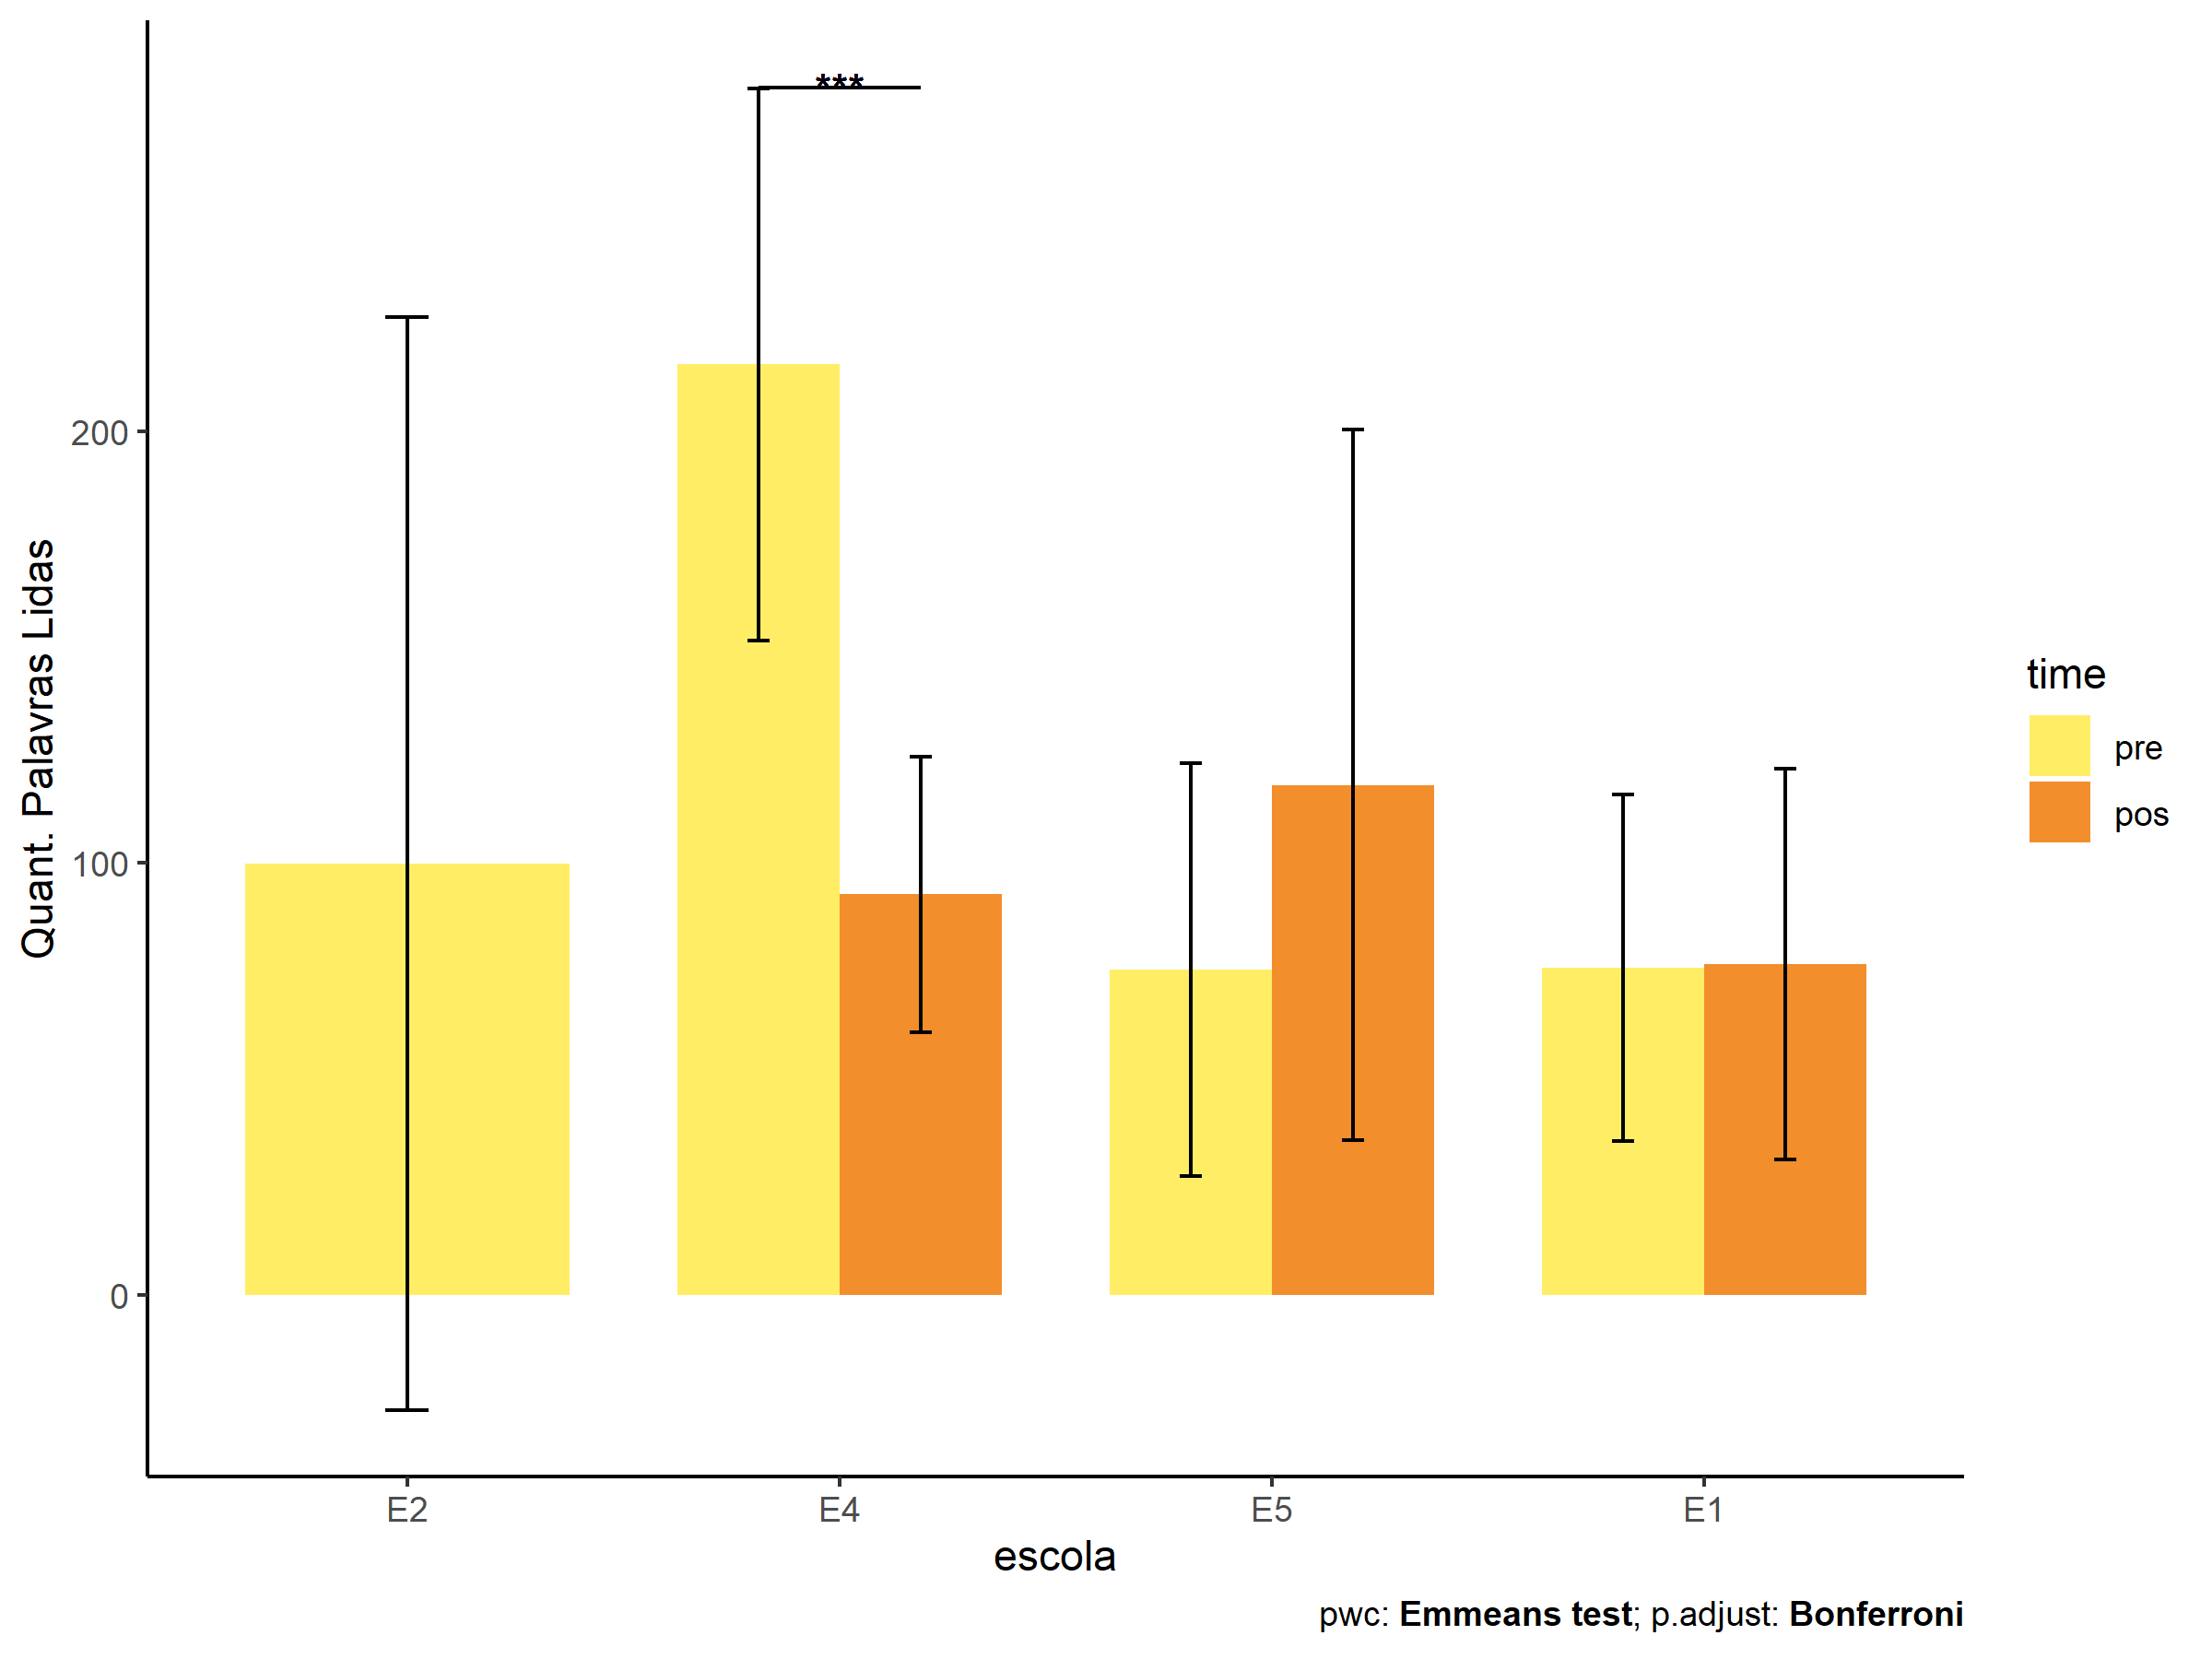 ***
Quant. Palavras Lidas
200
100
0
E2 E4 E5 E1
escola
time
pre
pos
pwc: Emmeans test; p.adjust: Bonferroni